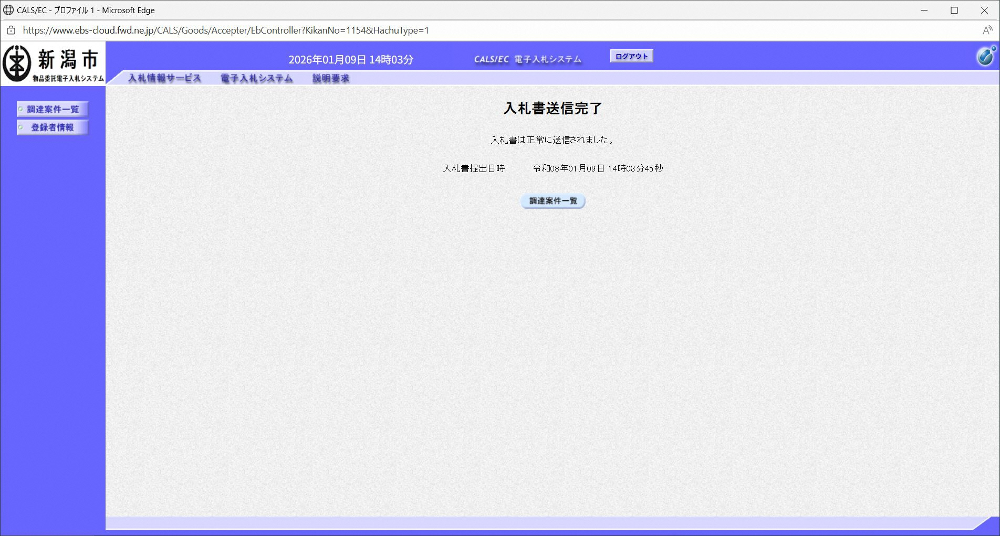 CALS/EC - プロファイル 1 - Microsoft Edge
https://www.ebs-cloud.fwd.ne.jp/CALS/Goods/Accepter/EbController?KikanNo=1154&HachuType=1
新潟市
物品委託電子入札システム
2026年01月09日 14時03分
CALS/EC 電子入札システム
ログアウト
入札情報サービス 電子入札システム 説明要求
調達案件一覧
登録者情報
入札書送信完了
入札書は正常に送信されました。
入札書提出日時 令和08年01月09日 14時03分45秒
調達案件一覧